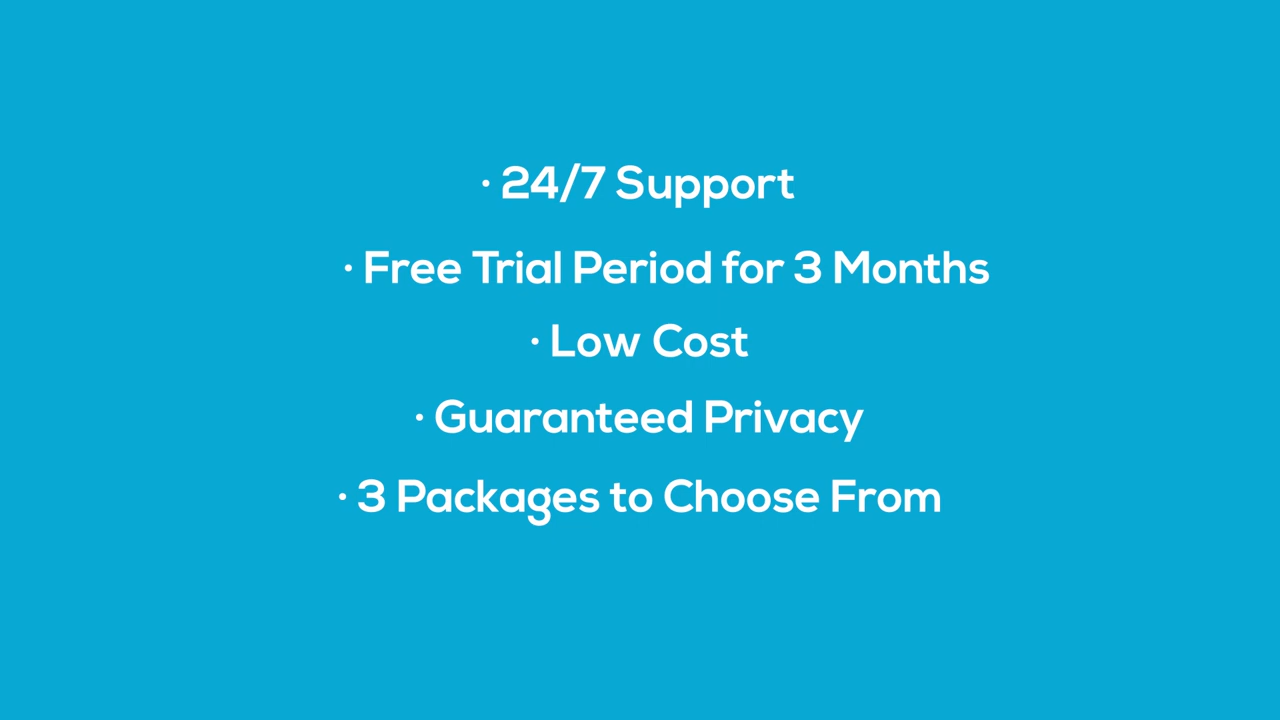 · 24/7 Support
· Free Trial Period for 3 Months
· Low Cost
· Guaranteed Privacy
· 3 Packages to Choose From